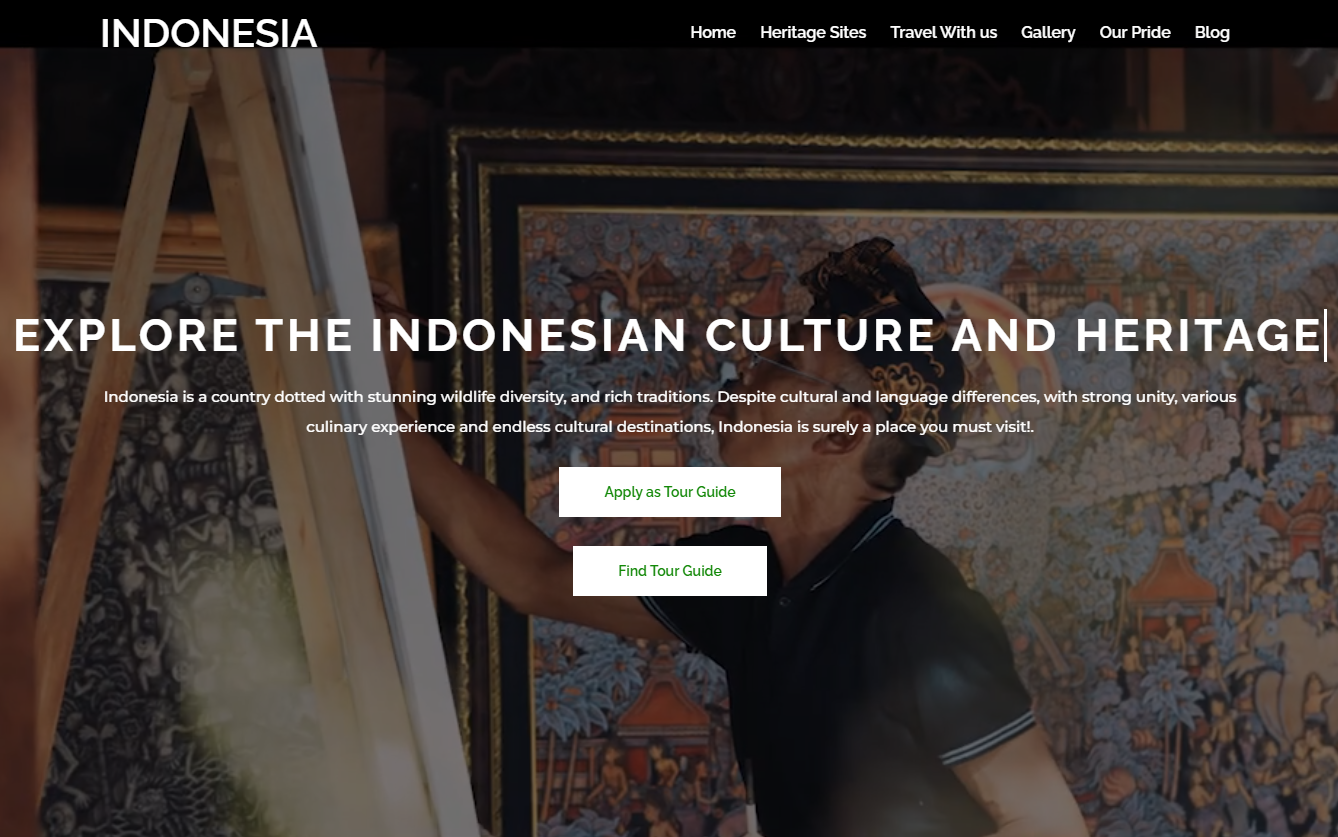 INDONESIA
Home Heritage Sites Travel With us Gallery Our Pride Blog
EXPLORE THE INDONESIAN CULTURE AND HERITAGE
Indonesia is a country dotted with stunning wildlife diversity, and rich traditions. Despite cultural and language differences, with strong unity, various
culinary experience and endless cultural destinations, Indonesia is surely a place you must visit!.
Apply as Tour Guide
Find Tour Guide